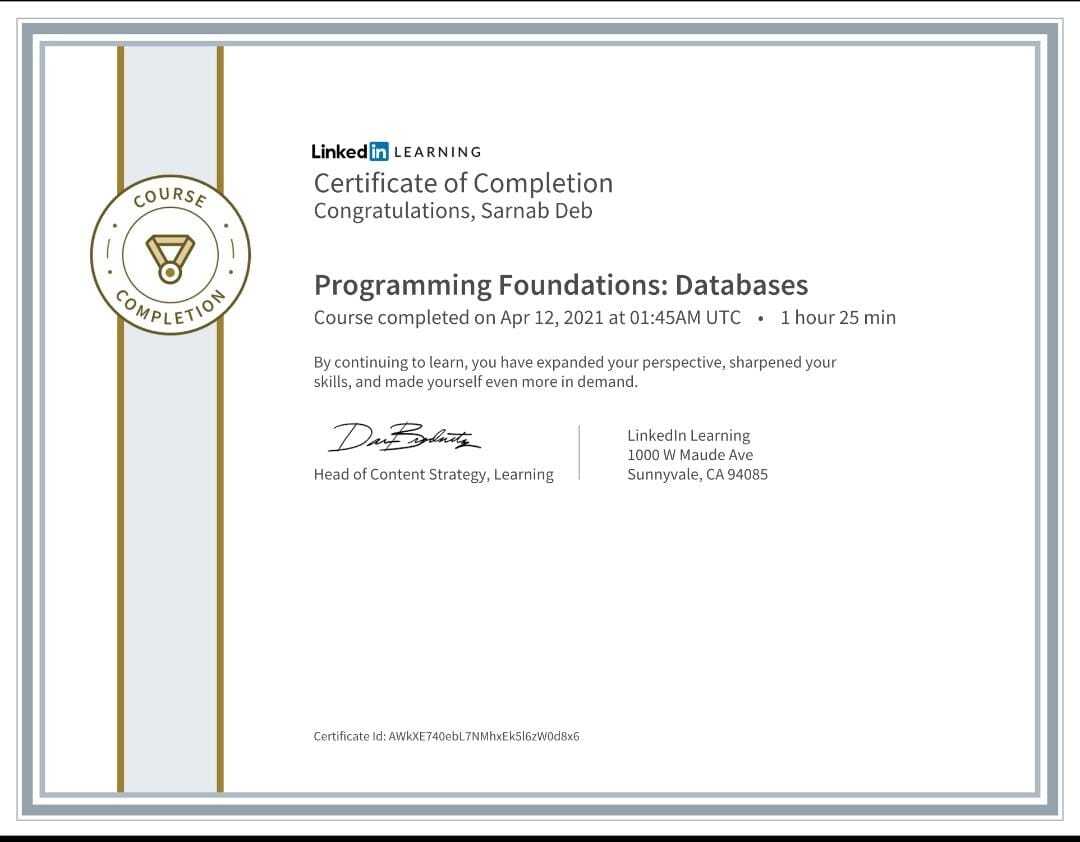 COURSE
COMPLETION
Linked in LEARNING
Certificate of Completion
Congratulations, Sarnab Deb
Programming Foundations: Databases
Course completed on Apr 12, 2021 at 01:45AM UTC • 1 hour 25 min
By continuing to learn, you have expanded your perspective, sharpened your
skills, and made yourself even more in demand.
Head of Content Strategy, Learning
LinkedIn Learning
1000 W Maude Ave
Sunnyvale, CA 94085
Certificate Id: AWkXE740ebL7NMhxEk5l6zW0d8x6